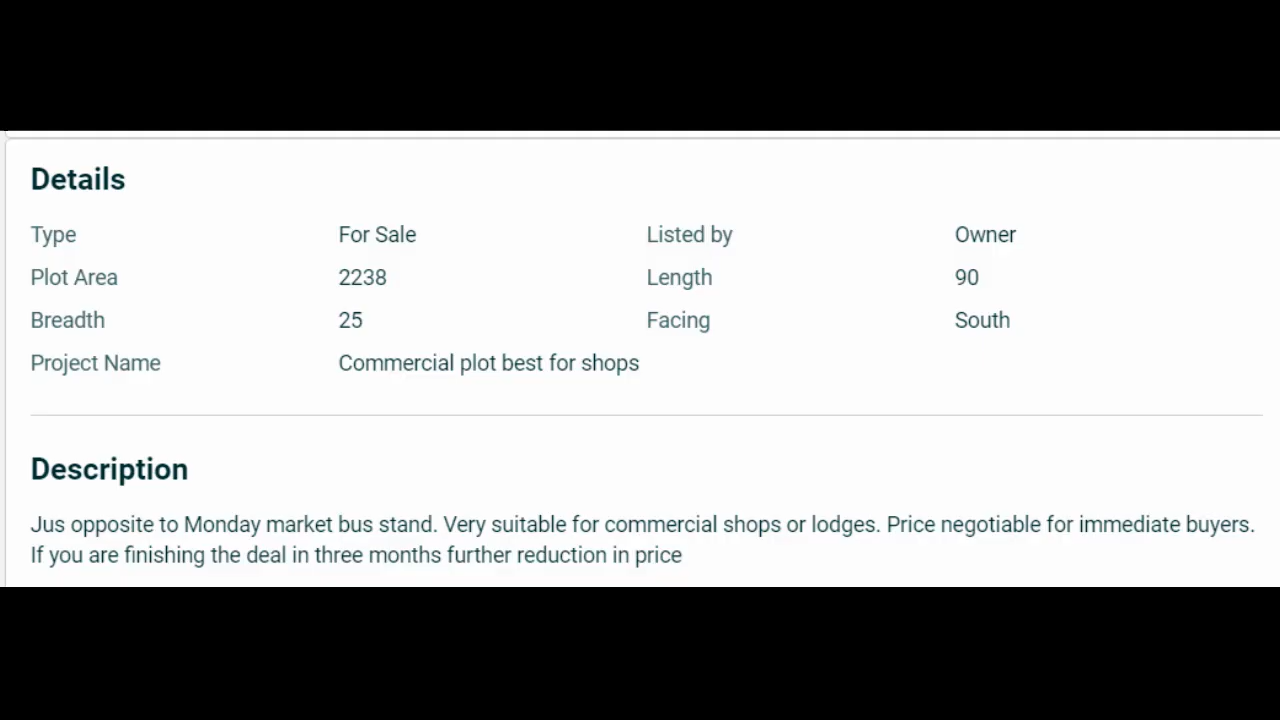 Details
Type For Sale Listed by Owner
Plot Area 2238 Length 90
Breadth 25 Facing South
Project Name Commercial plot best for shops
Description
Jus opposite to Monday market bus stand. Very suitable for commercial shops or lodges. Price negotiable for immediate buyers.
If you are finishing the deal in three months further reduction in price